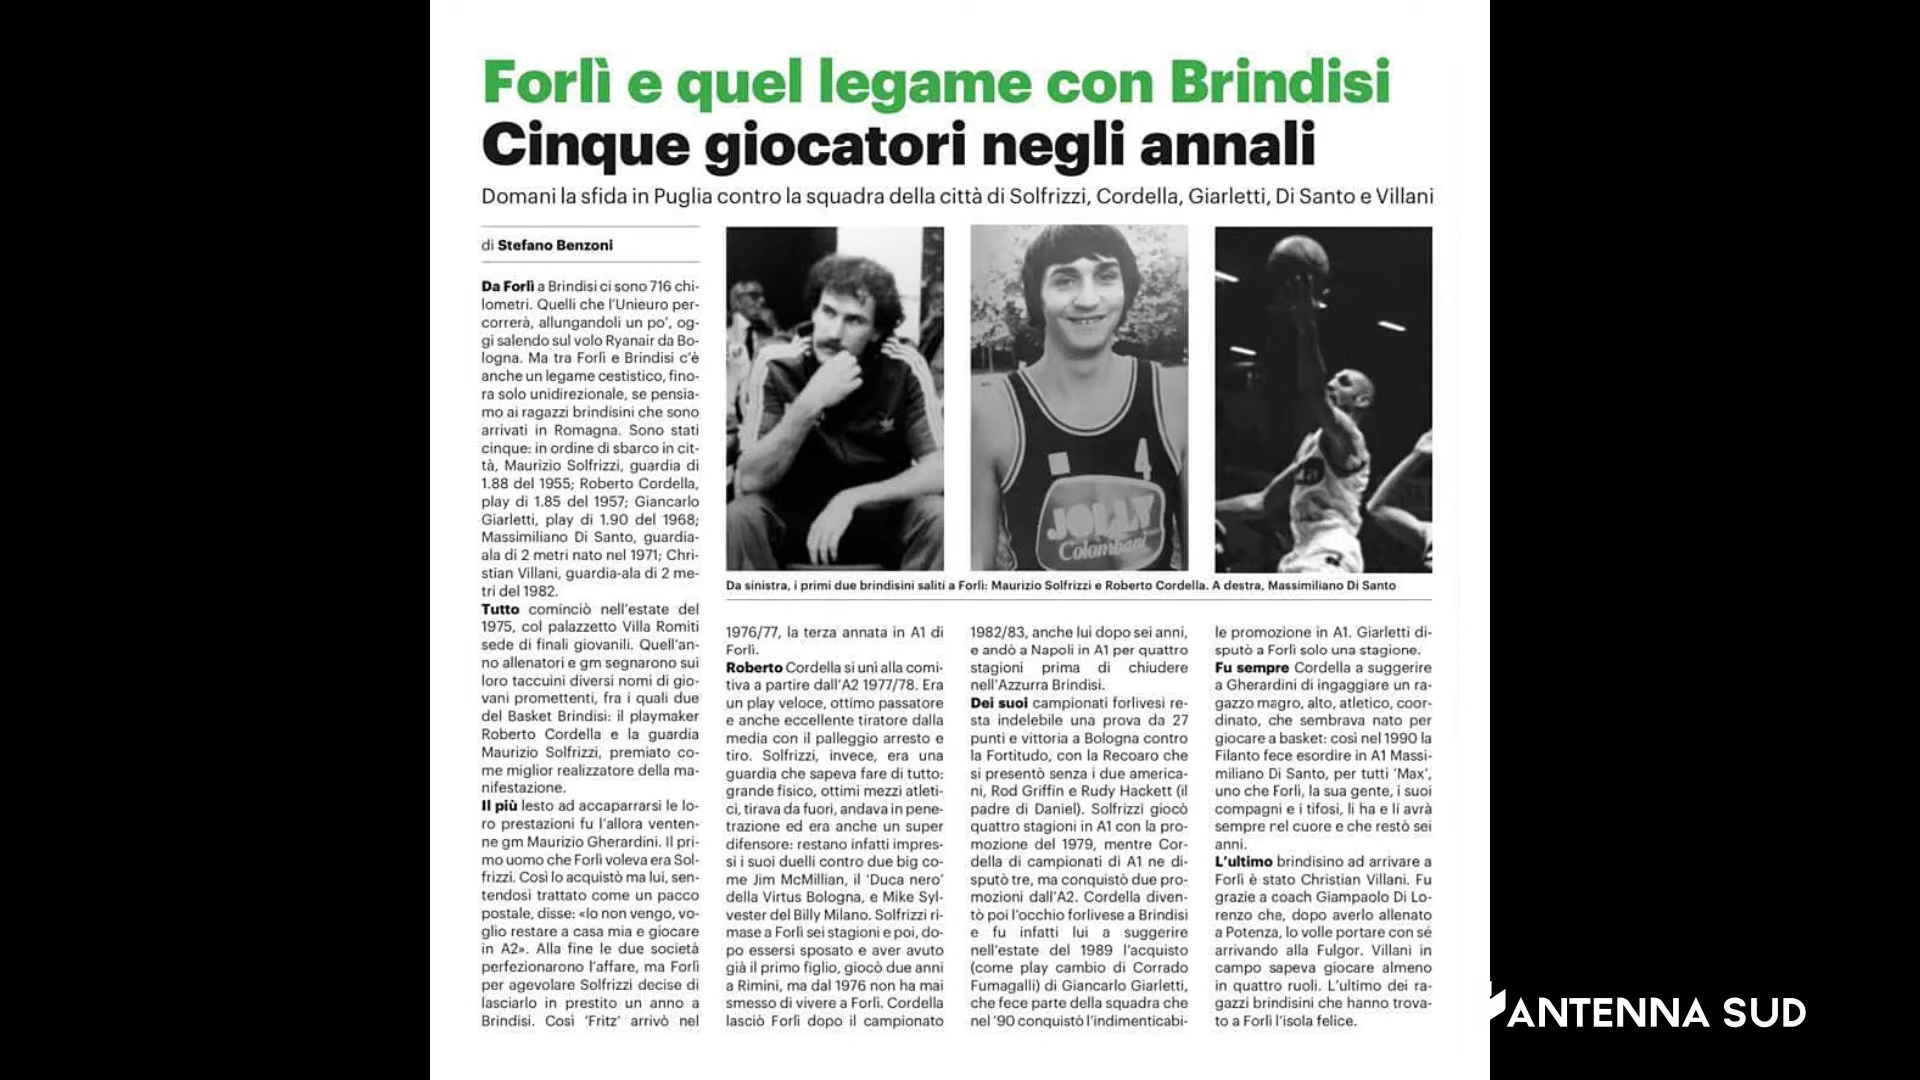 Forlì e quel legame con Brindisi
Cinque giocatori negli annali
Domani la sfida in Puglia contro la squadra della città di Solfrizzi, Cordella, Giarletti, Di Santo e Villani
di Stefano Benzoni
Da Forlì a Brindisi ci sono 716 chi-
lometri. Quelli che l'Unieuro per-
correrà, allungandoli un po', og-
gi salendo sul volo Ryanair da Bo-
logna. Ma tra Forlì e Brindisi c'è
anche un legame cestistico, fino-
ra solo unidirezionale, se pensia-
mo ai ragazzi brindisini che sono
arrivati in Romagna. Sono stati
cinque: in ordine di sbarco in cit-
tà, Maurizio Solfrizzi, guardia di
1.88 del 1955; Roberto Cordella,
play di 1.85 del 1957; Giancarlo
Giarletti, play di 1.90 del 1968;
Massimiliano Di Santo, guardia-
ala di 2 metri nato nel 1971; Chri-
stian Villani, guardia-ala di 2 me-
tri del 1982.
Tutto cominciò nell'estate del
1975, col palazzetto Villa Romiti
sede di finali giovanili. Quell'an-
no allenatori e gm segnarono sui
loro taccuini diversi nomi di gio-
vani promettenti, fra i quali due
del Basket Brindisi: il playmaker
Roberto Cordella e la guardia
Maurizio Solfrizzi, premiato co-
me miglior realizzatore della ma-
nifestazione.
Il più lesto ad accaparrarsi le lo-
ro prestazioni fu l'allora venten-
ne gm Maurizio Gherardini. Il pri-
mo uomo che Forlì voleva era Sol-
frizzi. Così lo acquistò ma lui, sen-
tendosi trattato come un pacco
postale, disse: «Io non vengo, vo-
glio restare a casa mia e giocare
in A2». Alla fine le due società
perfezionarono l'affare, ma Forlì
per agevolare Solfrizzi decise di
lasciarlo in prestito un anno a
Brindisi. Così 'Fritz' arrivò nel
JOLLY
Colombani
4
Da sinistra, i primi due brindisini saliti a Forlì: Maurizio Solfrizzi e Roberto Cordella. A destra, Massimiliano Di Santo
1976/77, la terza annata in A1 di
Forlì.
Roberto Cordella si unì alla comi-
tiva a partire dall'A2 1977/78. Era
un play veloce, ottimo passatore
e anche eccellente tiratore dalla
media con il palleggio arresto e
tiro. Solfrizzi, invece, era una
guardia che sapeva fare di tutto:
grande fisico, ottimi mezzi atleti-
ci, tirava da fuori, andava in pene-
trazione ed era anche un super
difensore: restano infatti impres-
si i suoi duelli contro due big co-
me Jim McMillian, il 'Duca nero'
della Virtus Bologna, e Mike Syl-
vester del Billy Milano. Solfrizzi ri-
mase a Forlì sei stagioni e poi, do-
po essersi sposato e aver avuto
già il primo figlio, giocò due anni
a Rimini, ma dal 1976 non ha mai
smesso di vivere a Forlì. Cordella
lasciò Forlì dopo il campionato
1982/83, anche lui dopo sei anni,
e andò a Napoli in A1 per quattro
stagioni prima di chiudere
nell'Azzurra Brindisi.
Dei suoi campionati forlivesi re-
sta indelebile una prova da 27
punti e vittoria a Bologna contro
la Fortitudo, con la Recoaro che
si presentò senza i due america-
ni, Rod Griffin e Rudy Hackett (il
padre di Daniel). Solfrizzi giocò
quattro stagioni in A1 con la pro-
mozione del 1979, mentre Cor-
della di campionati di A1 ne di-
sputò tre, ma conquistò due pro-
mozioni dall'A2. Cordella diven-
tò poi l'occhio forlivese a Brindisi
e fu infatti lui a suggerire
nell'estate del 1989 l'acquisto
(come play cambio di Corrado
Fumagalli) di Giancarlo Giarletti,
che fece parte della squadra che
nel '90 conquistò l'indimenticabi-
le promozione in A1. Giarletti di-
sputò a Forlì solo una stagione.
Fu sempre Cordella a suggerire
a Gherardini di ingaggiare un ra-
gazzo magro, alto, atletico, coor-
dinato, che sembrava nato per
giocare a basket: così nel 1990 la
Filanto fece esordire in A1 Massi-
miliano Di Santo, per tutti 'Max',
uno che Forlì, la sua gente, i suoi
compagni e i tifosi, li ha e li avrà
sempre nel cuore e che restò sei
anni.
L'ultimo brindisino ad arrivare a
Forlì è stato Christian Villani. Fu
grazie a coach Giampaolo Di Lo-
renzo che, dopo averlo allenato
a Potenza, lo volle portare con sé
arrivando alla Fulgor. Villani in
campo sapeva giocare almeno
in quattro ruoli. L'ultimo dei ra-
gazzi brindisini che hanno trova-
to a Forlì l'isola felice.
ANTENNA SUD